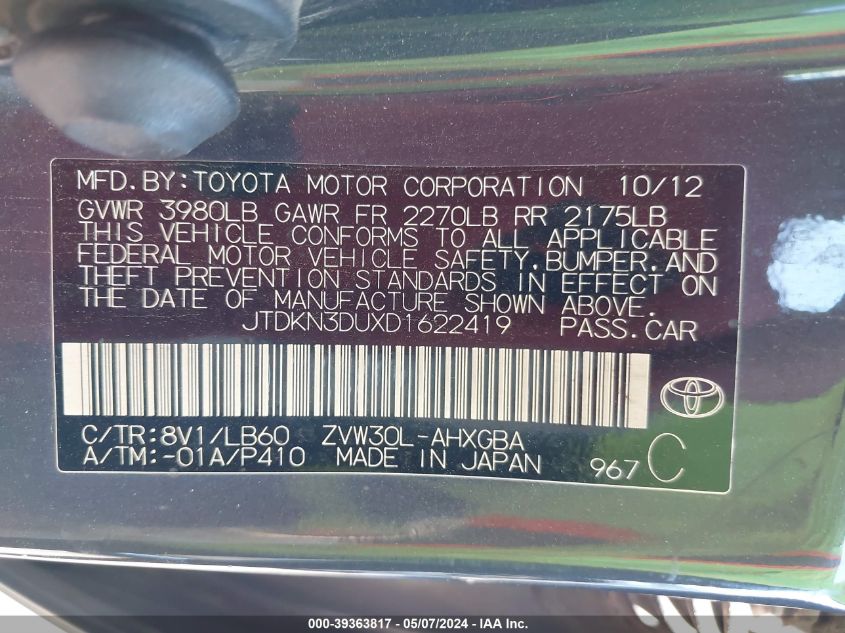 MFD.BY:TOYOTA MOTOR CORPORATION 10/12
GVWR 3980LB GAWR FR 2270LB RR 2175LB
THIS VEHICLE CONFORMS TO ALL APPLICABLE
FEDERAL MOTOR VEHICLE SAFETY,BUMPER,AND
THEFT PREVENTION STANDARDS IN EFFECT ON
THE DATE OF MANUFACTURE SHOWN ABOVE.
JTDKN3DUXD1622419 PASS.CAR
C/TR:8V1/LB60 ZVW30L-AHXGBA
A/TM:-01A/P410 MADE IN JAPAN 967 C
000-39363817 - 05/07/2024 - IAA Inc.